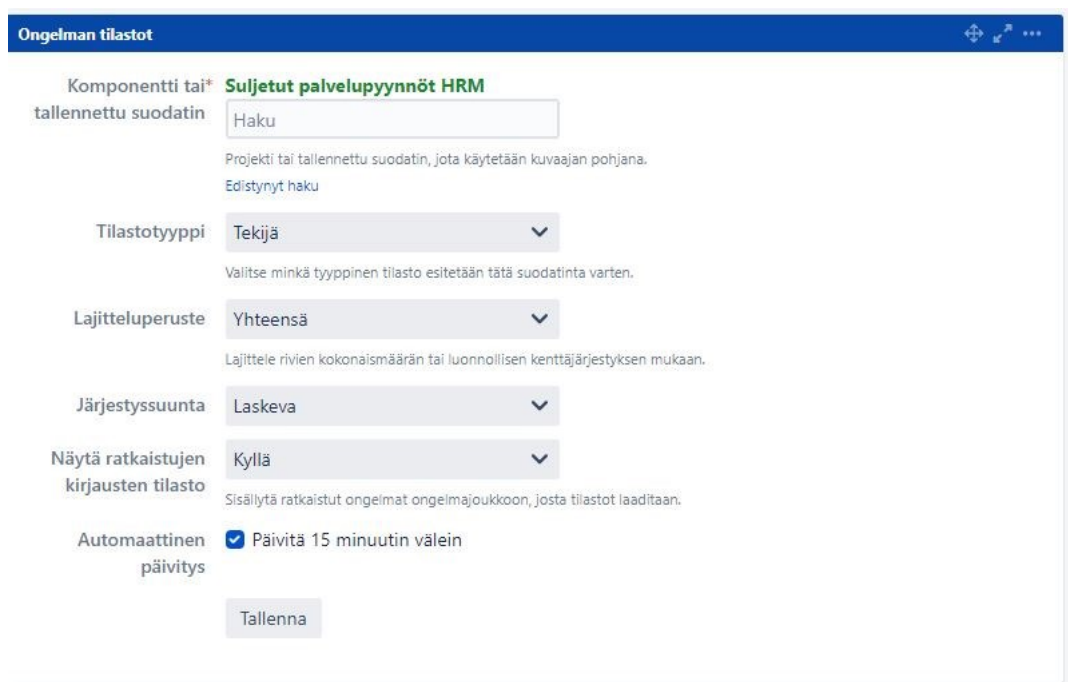 Ongelman tilastot
Komponentti tai* Suljetut palvelupyynnöt HRM
tallennettu suodatin
Haku
Projekti tai tallennettu suodatin, jota käytetään kuvaajan pohjana.
Edistynyt haku
Tilastotyyppi Tekijä
Valitse minkä tyyppinen tilasto esitetään tätä suodatinta varten.
Lajitteluperuste Yhteensä
Lajittele rivien kokonaismäärän tai luonnollisen kenttäjärjestyksen mukaan.
Järjestyssuunta Laskeva
Näytä ratkaistujen Kyllä
kirjausten tilasto
Sisällytä ratkaistut ongelmat ongelmajoukkoon, josta tilastot laaditaan.
Automaattinen Päivitä 15 minuutin välein
päivitys
Tallenna